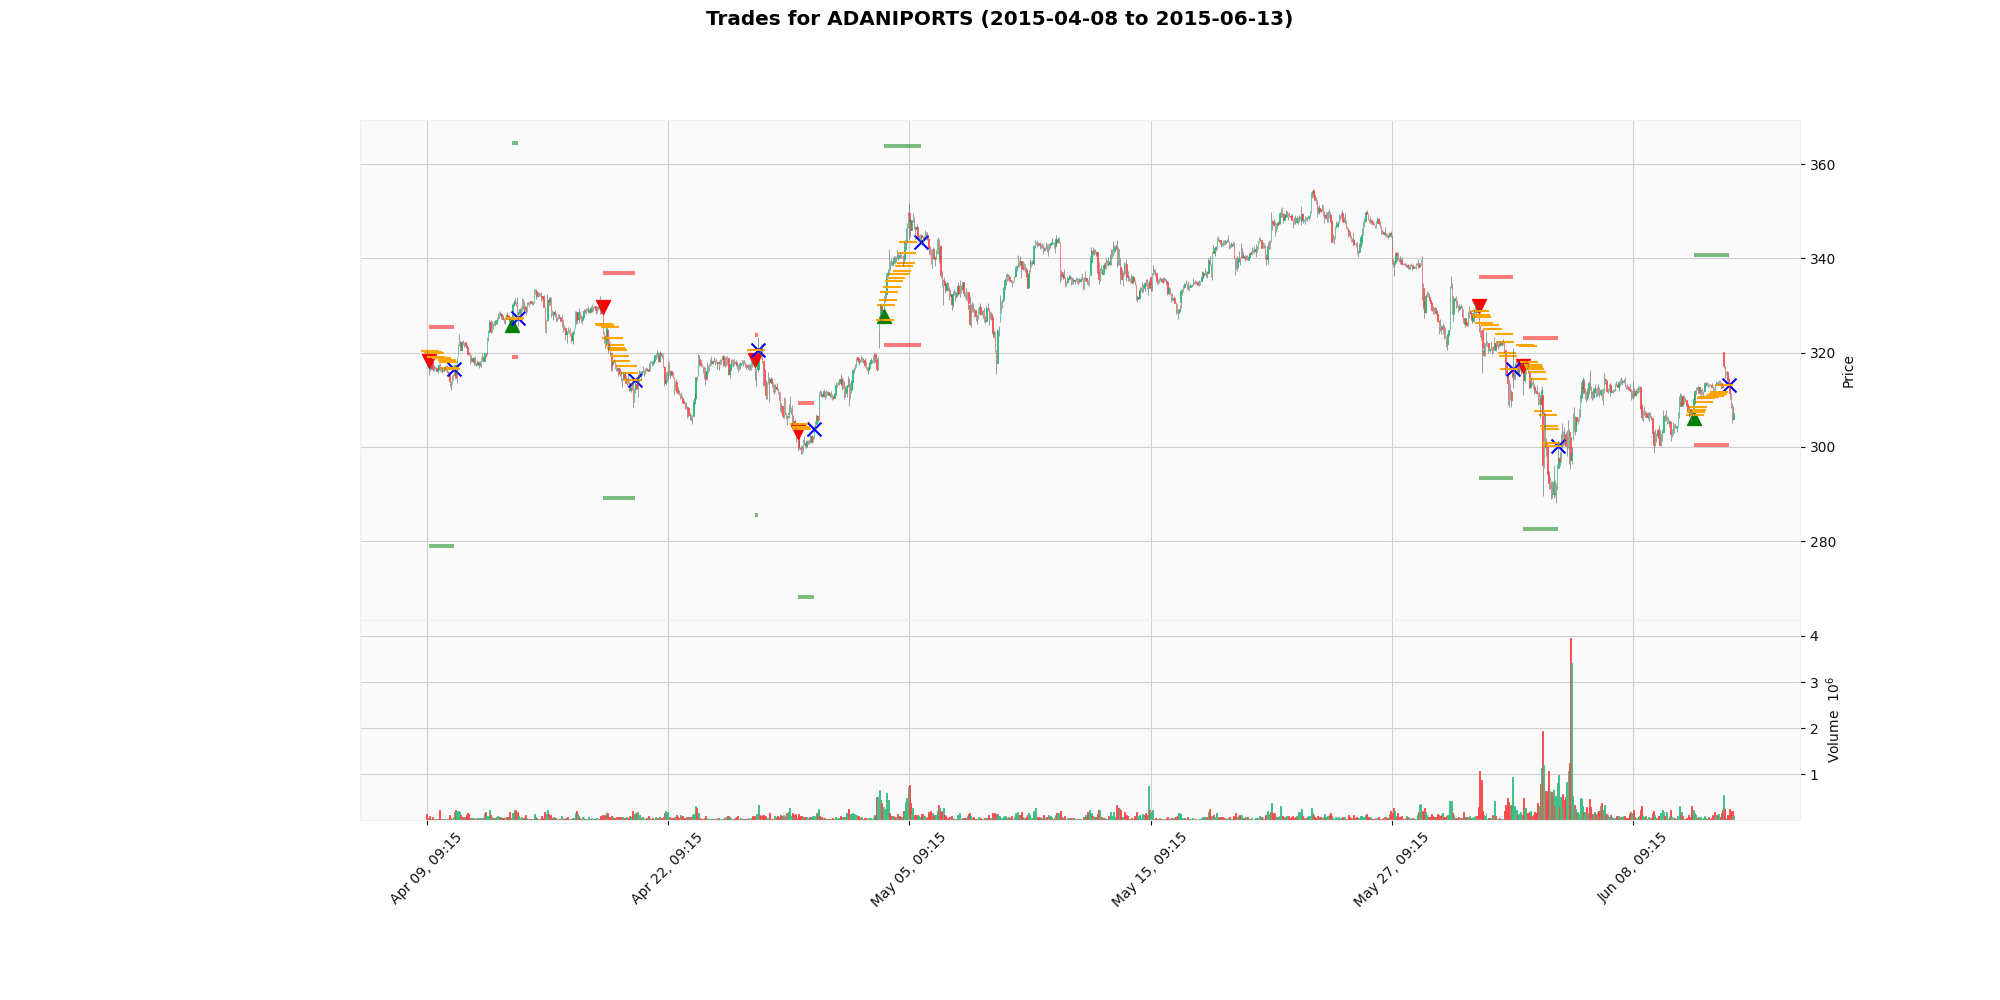 Trades for ADANIPORTS (2015-04-08 to 2015-06-13)
360
340
320
300
280
Price
4
3
2
1
Volume 10⁶
Apr 09, 09:15
Apr 22, 09:15
May 05, 09:15
May 15, 09:15
May 27, 09:15
Jun 08, 09:15